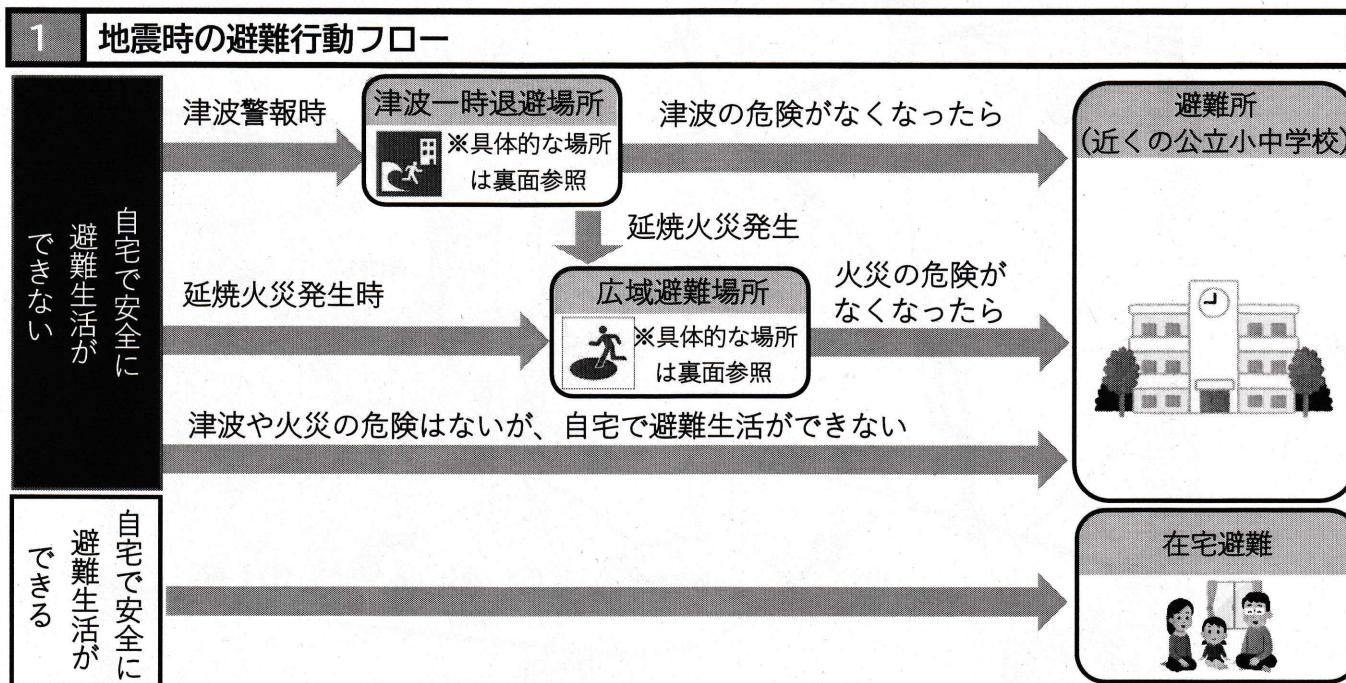 1 地震時の避難行動フロー
自宅で安全に
避難生活が
できない
津波警報時
津波一時退避場所
※具体的な場所
は裏面参照
津波の危険がなくなったら
延焼火災発生
延焼火災発生時
広域避難場所
※具体的な場所
は裏面参照
火災の危険が
なくなったら
津波や火災の危険はないが、自宅で避難生活ができない
避難所
(近くの公立小中学校)
自宅で安全に
避難生活が
できる
在宅避難